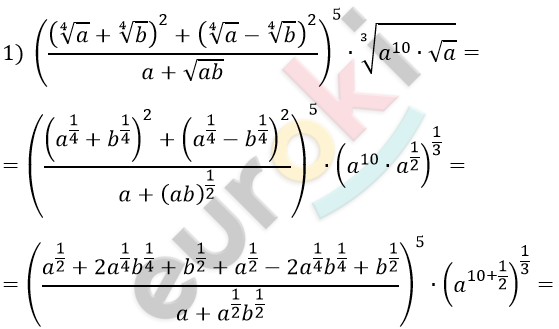 1) (((∜a + ∜b)² + (∜a − ∜b)²)/(a + √(ab)))⁵ · ∛(a¹⁰ · √a) =
= (((a^(1/4) + b^(1/4))² + (a^(1/4) − b^(1/4))²)/(a + (ab)^(1/2)))⁵ · (a¹⁰ · a^(1/2))^(1/3) =
= ((a^(1/2) + 2a^(1/4)b^(1/4) + b^(1/2) + a^(1/2) − 2a^(1/4)b^(1/4) + b^(1/2))/(a + a^(1/2)b^(1/2)))⁵ · (a^(10+1/2))^(1/3) =
euroki